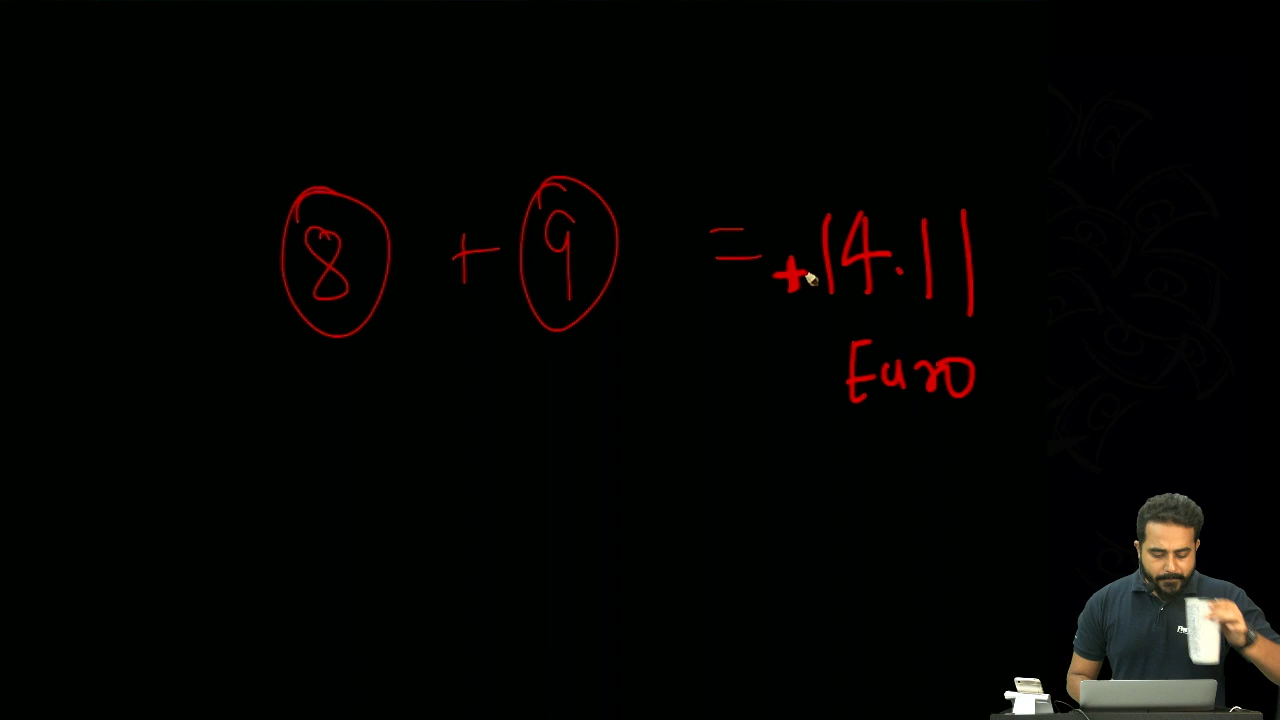 8 + 9 = +14.11
Euro